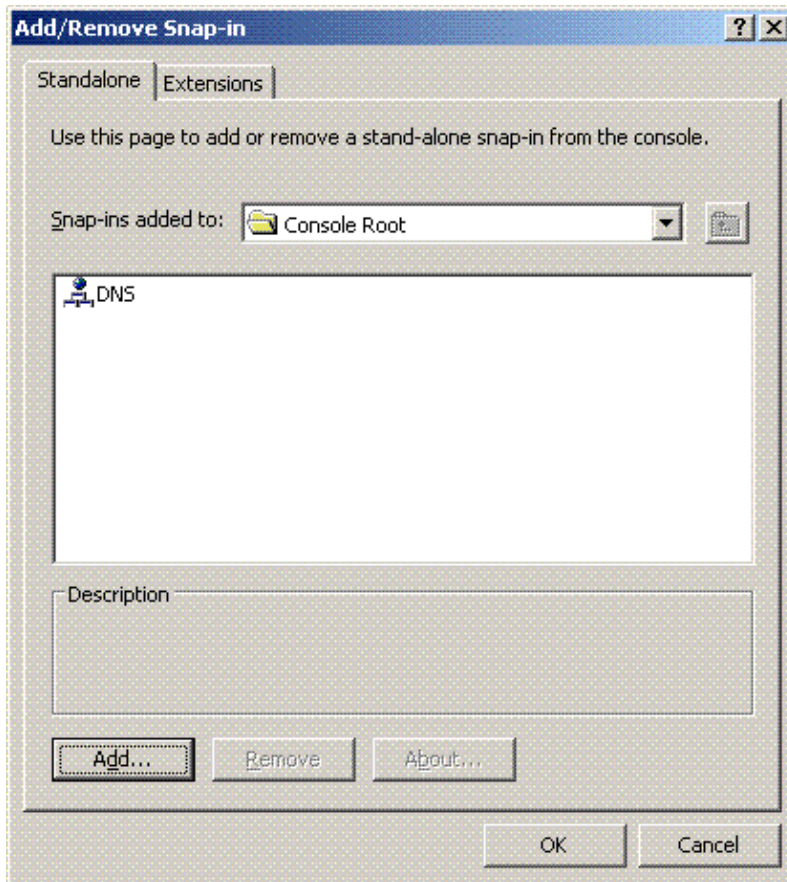 Add/Remove Snap-in
Standalone
Extensions
Use this page to add or remove a stand-alone snap-in from the console.
Snap-ins added to:
Console Root
DNS
Description
Add...
Remove
About...
OK
Cancel